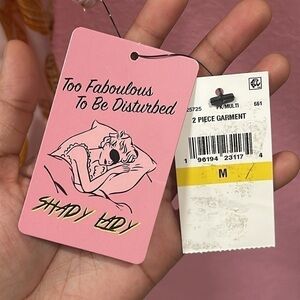 Too Faboulous
To Be Disturbed
SHADY LADY
25725 PK/MULTI 661
2 PIECE GARMENT
1 96194 23117 4
M